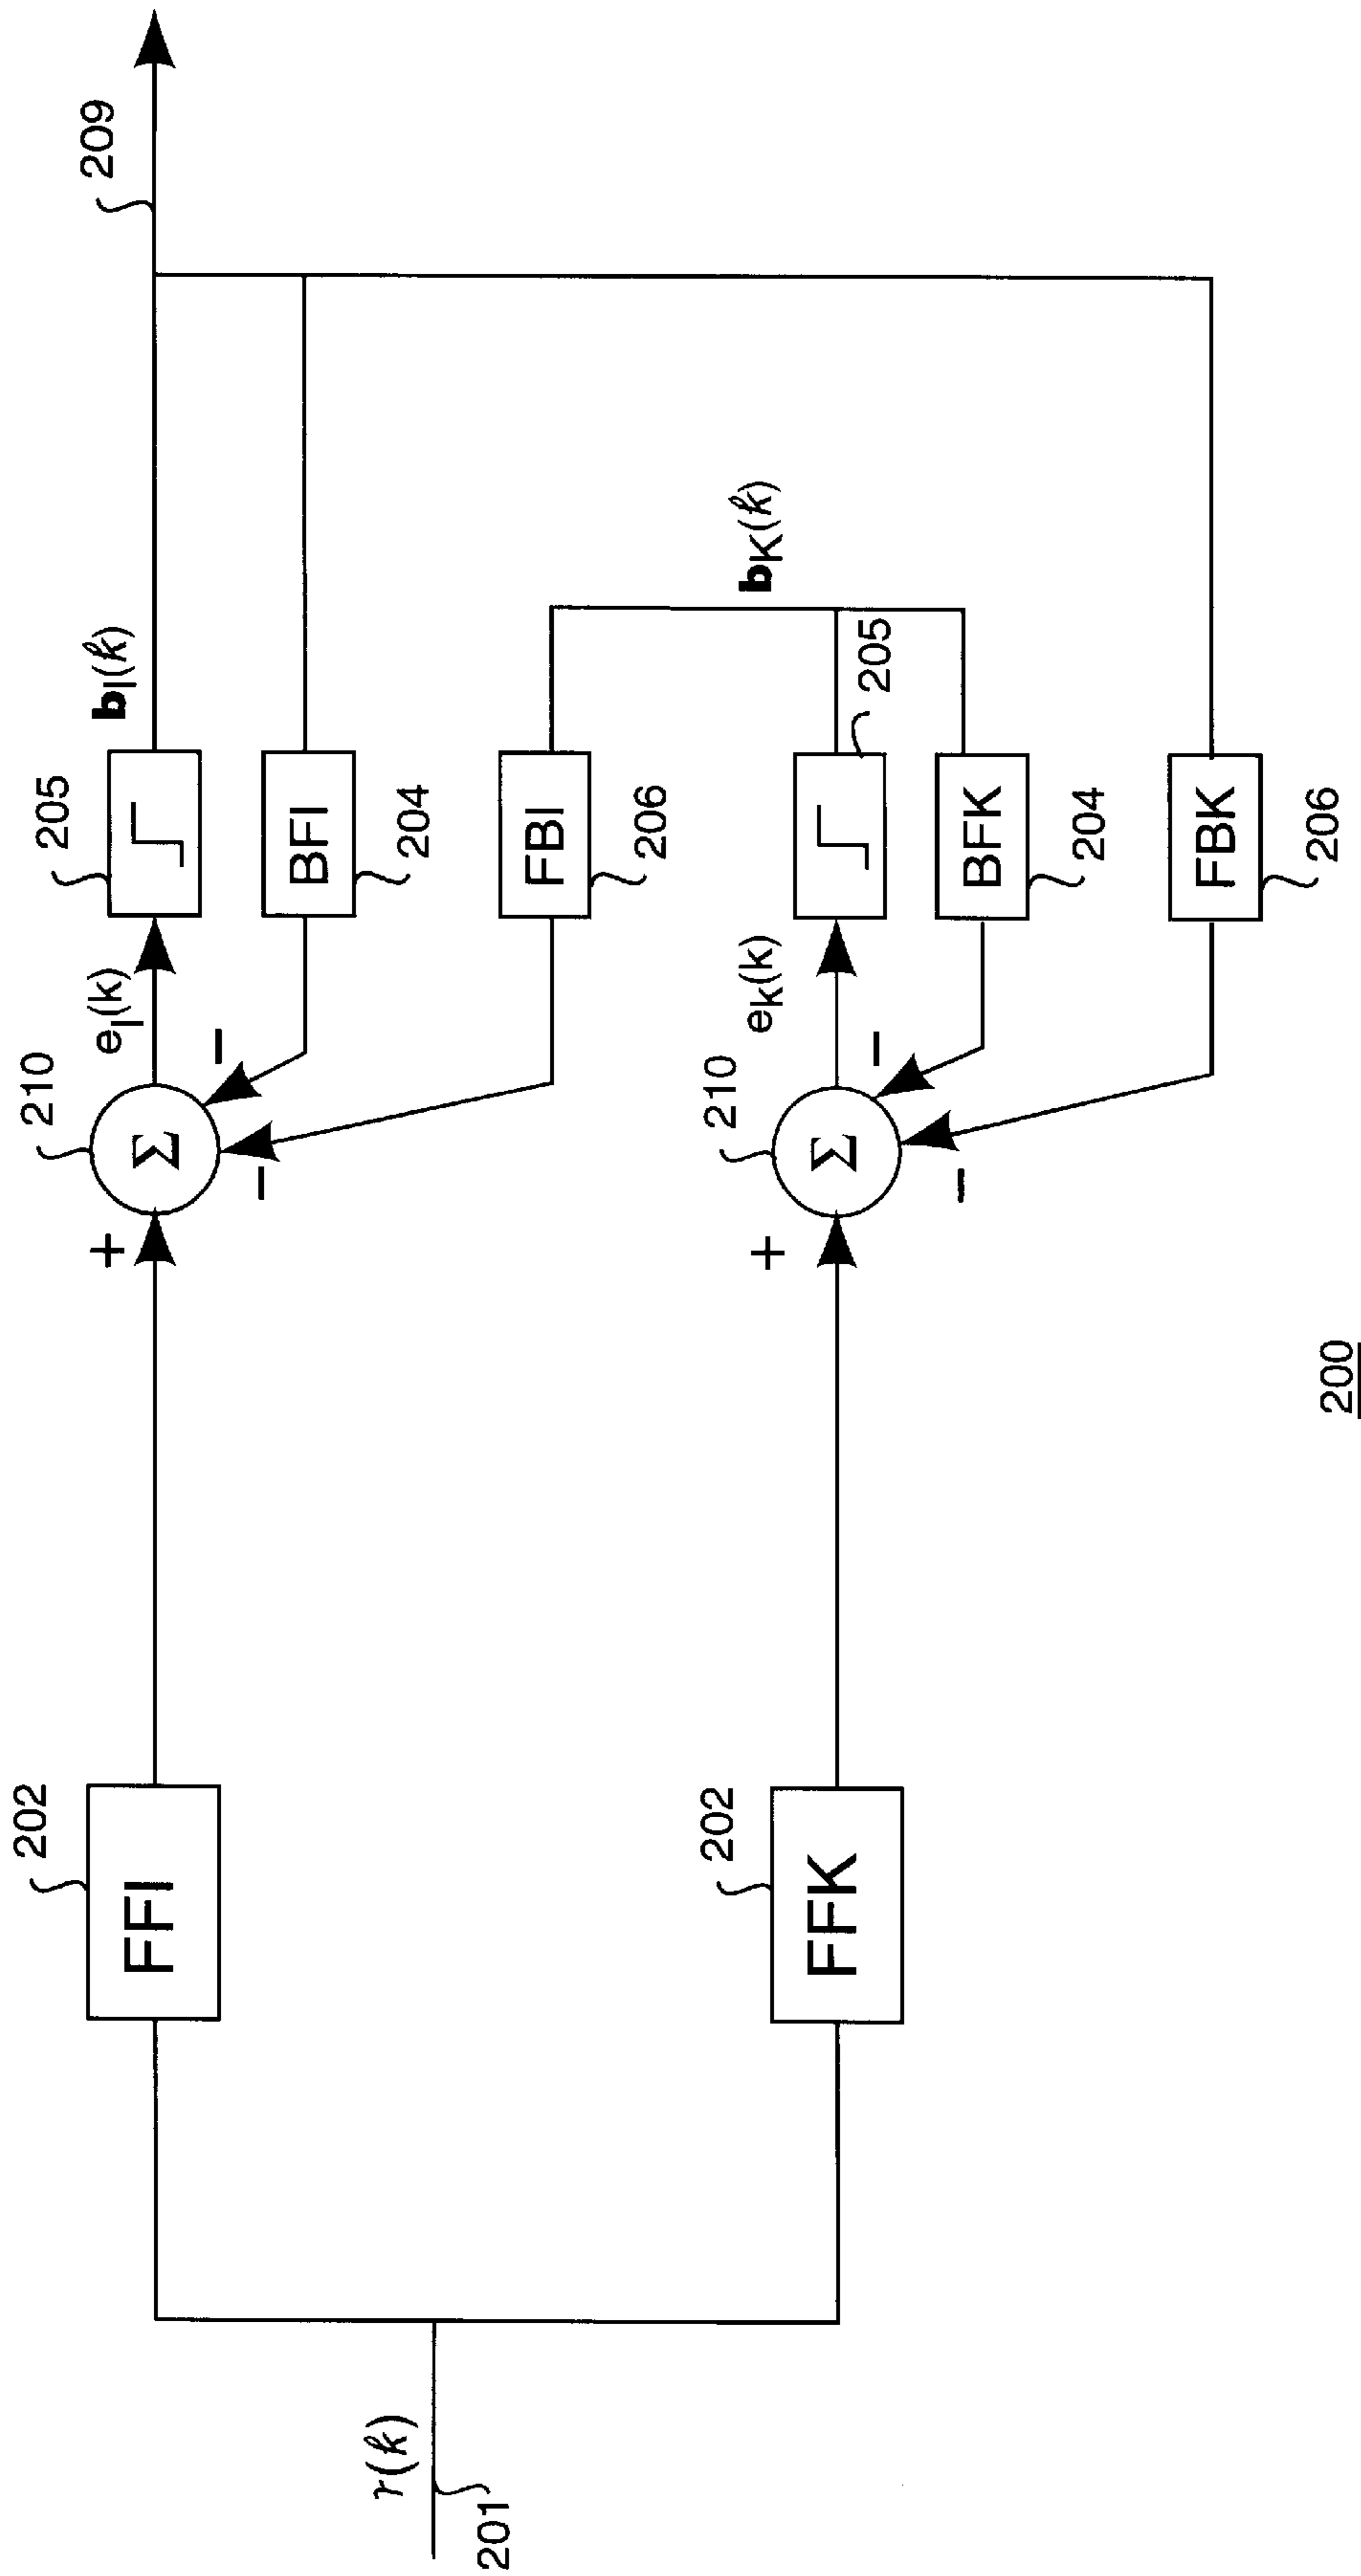 209
205
b_I(k)
210
e_I(k)
202
FFI
+
Σ
−
−
BFI
204
FBI
206
r(k)
201
b_K(k)
205
210
e_K(k)
202
FFK
+
Σ
−
−
BFK
204
FBK
206
200